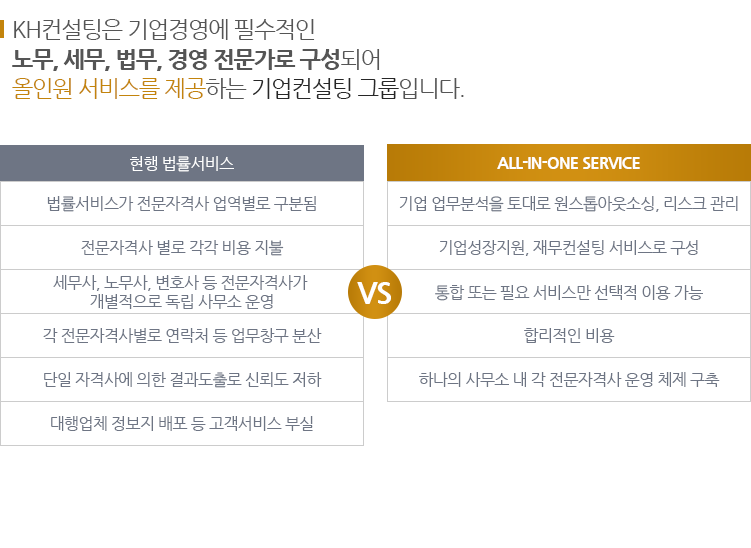 KH컨설팅은 기업경영에 필수적인
노무, 세무, 법무, 경영 전문가로 구성되어
올인원 서비스를 제공하는 기업컨설팅 그룹입니다.
현행 법률서비스
법률서비스가 전문자격사 업역별로 구분됨
전문자격사 별로 각각 비용 지불
세무사, 노무사, 변호사 등 전문자격사가
개별적으로 독립 사무소 운영
각 전문자격사별로 연락처 등 업무창구 분산
단일 자격사에 의한 결과도출로 신뢰도 저하
대행업체 정보지 배포 등 고객서비스 부실
VS
ALL-IN-ONE SERVICE
기업 업무분석을 토대로 원스톱아웃소싱, 리스크 관리
기업성장지원, 재무컨설팅 서비스로 구성
통합 또는 필요 서비스만 선택적 이용 가능
합리적인 비용
하나의 사무소 내 각 전문자격사 운영 체제 구축